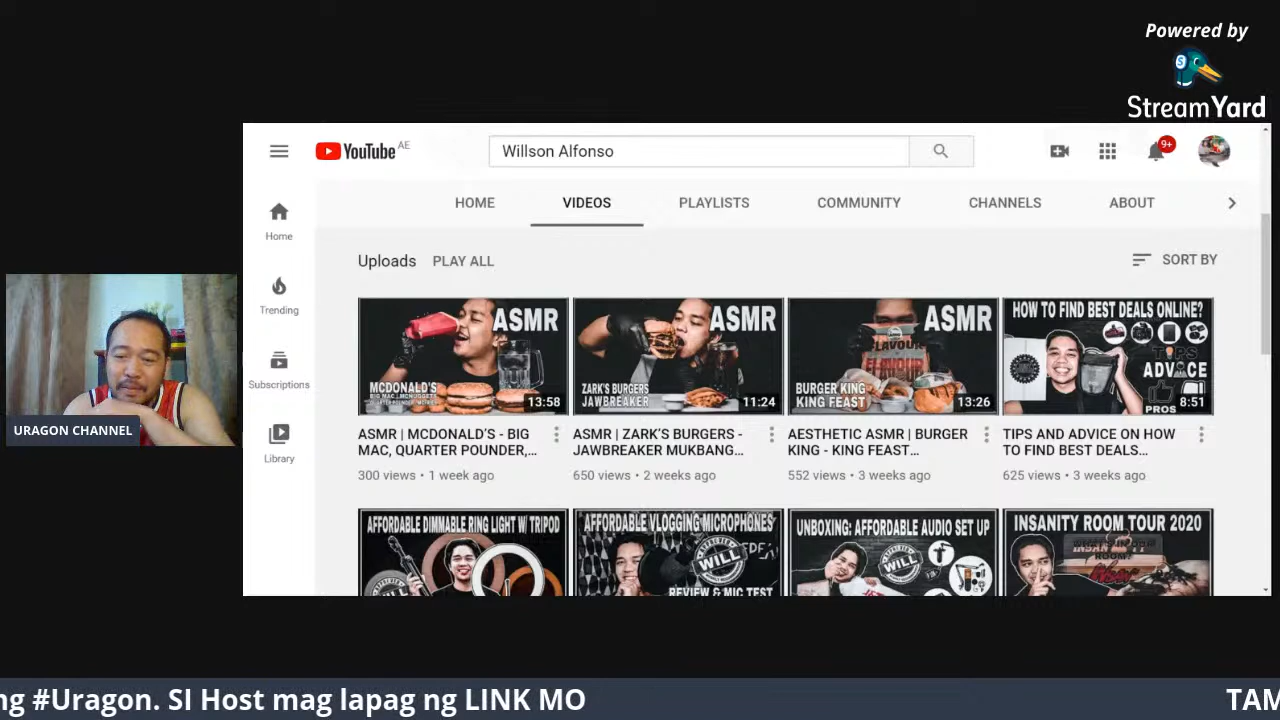 Powered by
StreamYard
YouTube AE
Willson Alfonso
9+
HOME VIDEOS PLAYLISTS COMMUNITY CHANNELS ABOUT
Home
Trending
Subscriptions
Library
Uploads PLAY ALL SORT BY
ASMR
MCDONALD'S
13:58
ASMR
ZARK'S BURGERS
JAWBREAKER
11:24
ASMR
FLAVOUR
FLAVOUR
BURGER KING
KING FEAST
13:26
HOW TO FIND BEST DEALS ONLINE?
TIPS
ADVICE
PROS
8:51
ASMR | MCDONALD'S - BIG
MAC, QUARTER POUNDER,...
300 views • 1 week ago
ASMR | ZARK'S BURGERS -
JAWBREAKER MUKBANG...
650 views • 2 weeks ago
AESTHETIC ASMR | BURGER
KING - KING FEAST...
552 views • 3 weeks ago
TIPS AND ADVICE ON HOW
TO FIND BEST DEALS...
625 views • 3 weeks ago
AFFORDABLE DIMMABLE RING LIGHT W/ TRIPOD
AFFORDABLE VLOGGING MICROPHONES
WILL
REVIEW & MIC TEST
UNBOXING: AFFORDABLE AUDIO SET UP
WILL
INSANITY ROOM TOUR 2020
URAGON CHANNEL
ng #Uragon. SI Host mag lapag ng LINK MO
TAM